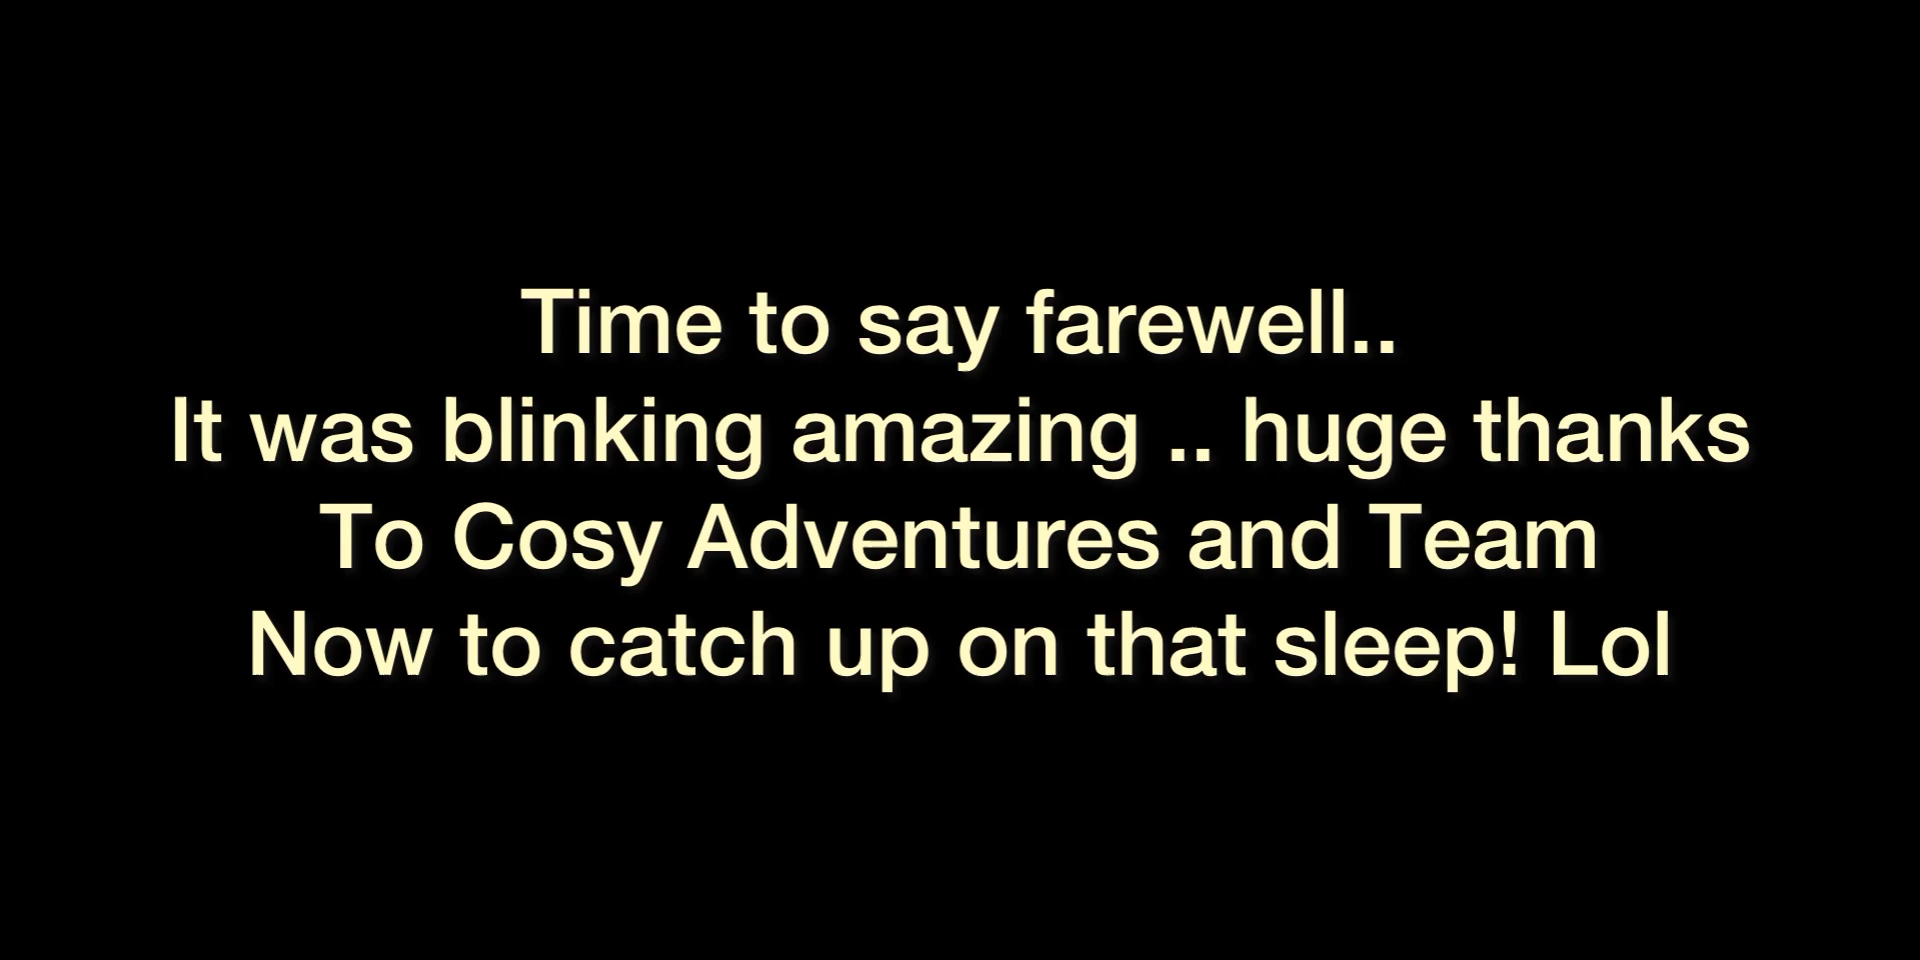 Time to say farewell..
It was blinking amazing .. huge thanks
To Cosy Adventures and Team
Now to catch up on that sleep! Lol